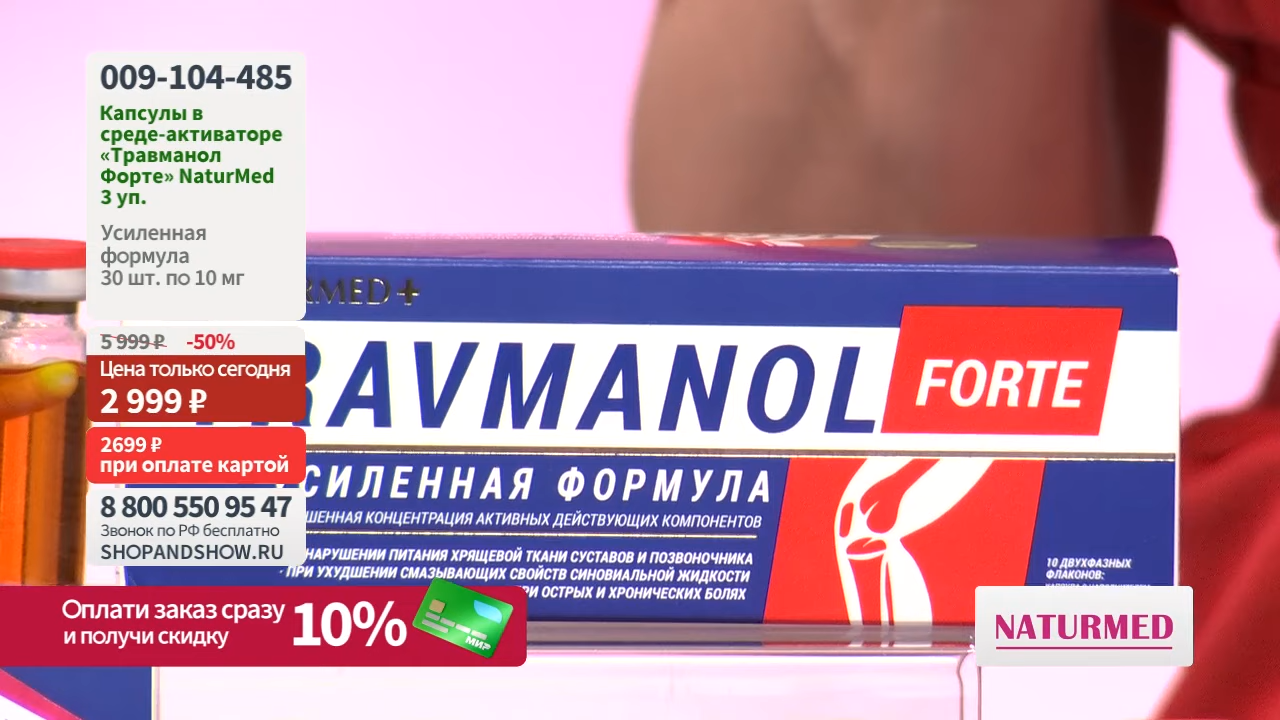 009-104-485
Капсулы в
среде-активаторе
«Травманол
Форте» NaturMed
3 уп.
Усиленная
формула
30 шт. по 10 мг
5 999 ₽ -50%
Цена только сегодня
2 999 ₽
2699 ₽
при оплате картой
8 800 550 95 47
Звонок по РФ бесплатно
SHOPANDSHOW.RU
Оплати заказ сразу
и получи скидку
10%
МИР
RMED+
RAVMANOL
FORTE
УСИЛЕННАЯ ФОРМУЛА
КОНЦЕНТРАЦИЯ АКТИВНЫХ ДЕЙСТВУЮЩИХ КОМПОНЕНТОВ
НАРУШЕНИИ ПИТАНИЯ ХРЯЩЕВОЙ ТКАНИ СУСТАВОВ И ПОЗВОНОЧНИКА
ПРИ УХУДШЕНИИ СМАЗЫВАЮЩИХ СВОЙСТВ СИНОВИАЛЬНОЙ ЖИДКОСТИ
РИ ОСТРЫХ И ХРОНИЧЕСКИХ БОЛЯХ
10 ДВУХФАЗНЫХ
ФЛАКОНОВ:
NATURMED